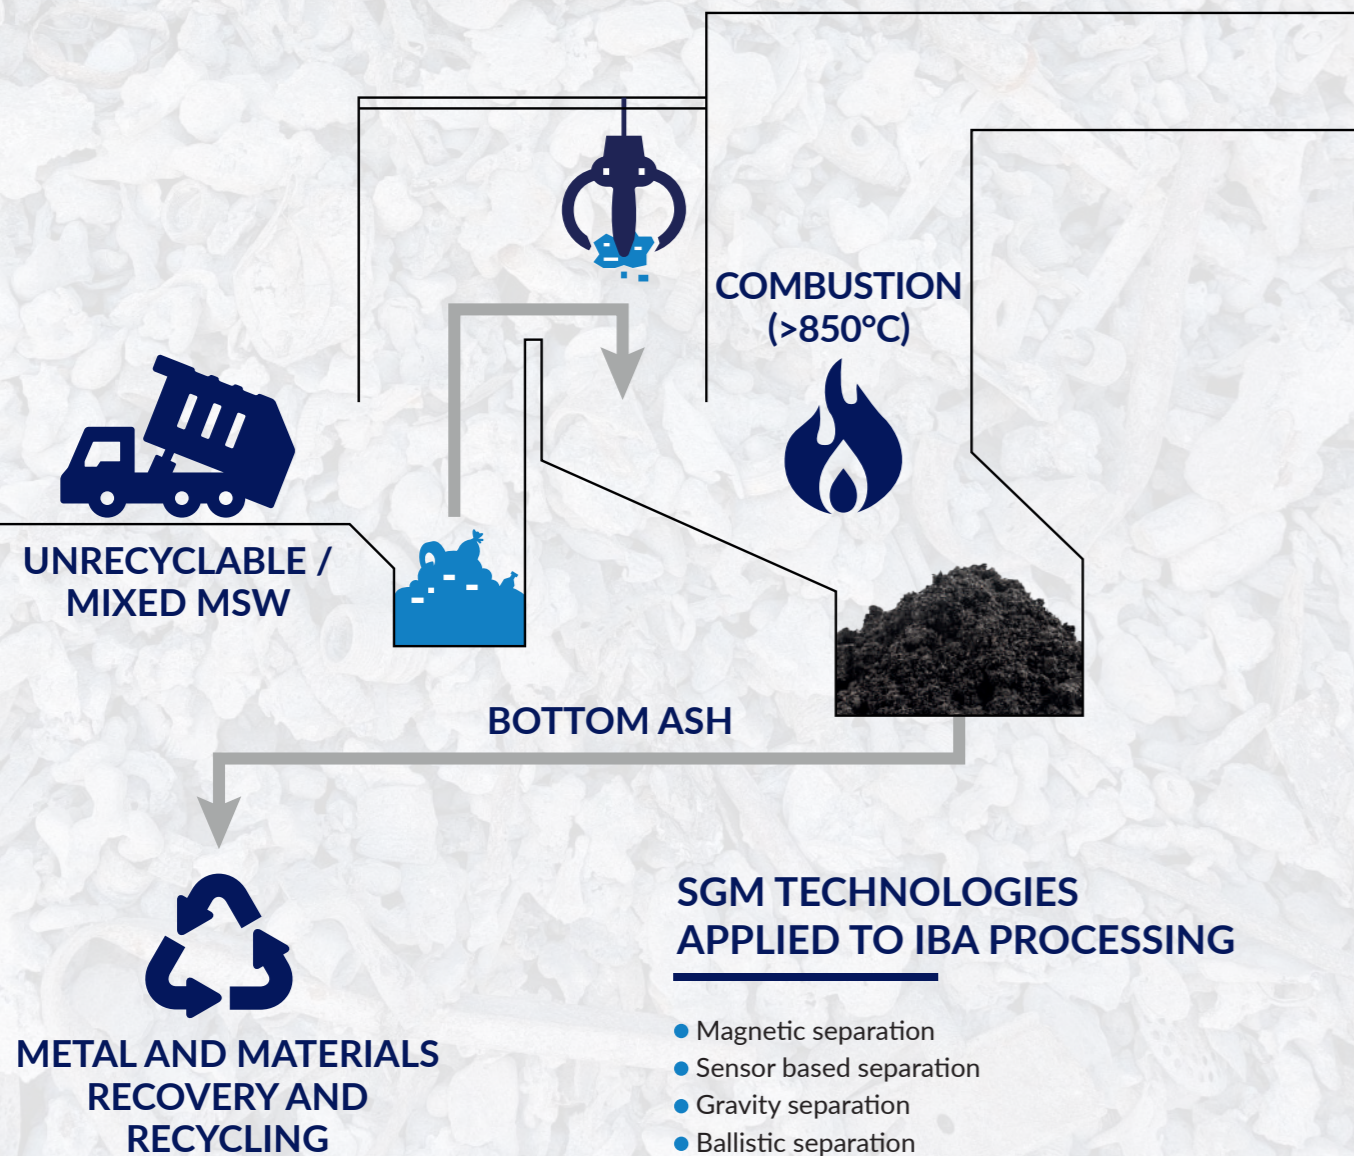 COMBUSTION
(>850°C)
UNRECYCLABLE /
MIXED MSW
BOTTOM ASH
METAL AND MATERIALS
RECOVERY AND
RECYCLING
SGM TECHNOLOGIES
APPLIED TO IBA PROCESSING
Magnetic separation
Sensor based separation
Gravity separation
Ballistic separation